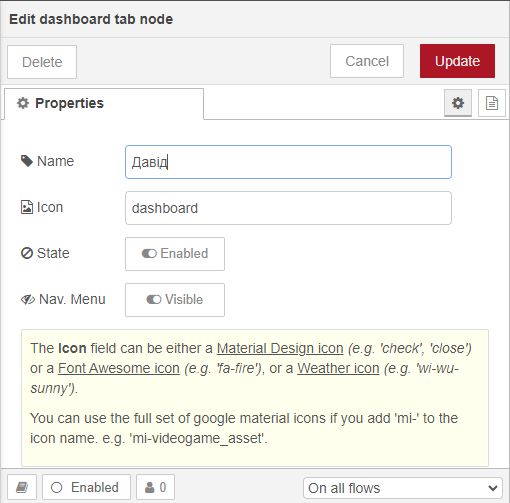 Edit dashboard tab node
Delete
Cancel
Update
Properties
Name
Давід
Icon
dashboard
State
Enabled
Nav. Menu
Visible
The Icon field can be either a Material Design icon (e.g. 'check', 'close')
or a Font Awesome icon (e.g. 'fa-fire'), or a Weather icon (e.g. 'wi-wu-
sunny').
You can use the full set of google material icons if you add 'mi-' to the
icon name. e.g. 'mi-videogame_asset'.
Enabled
0
On all flows